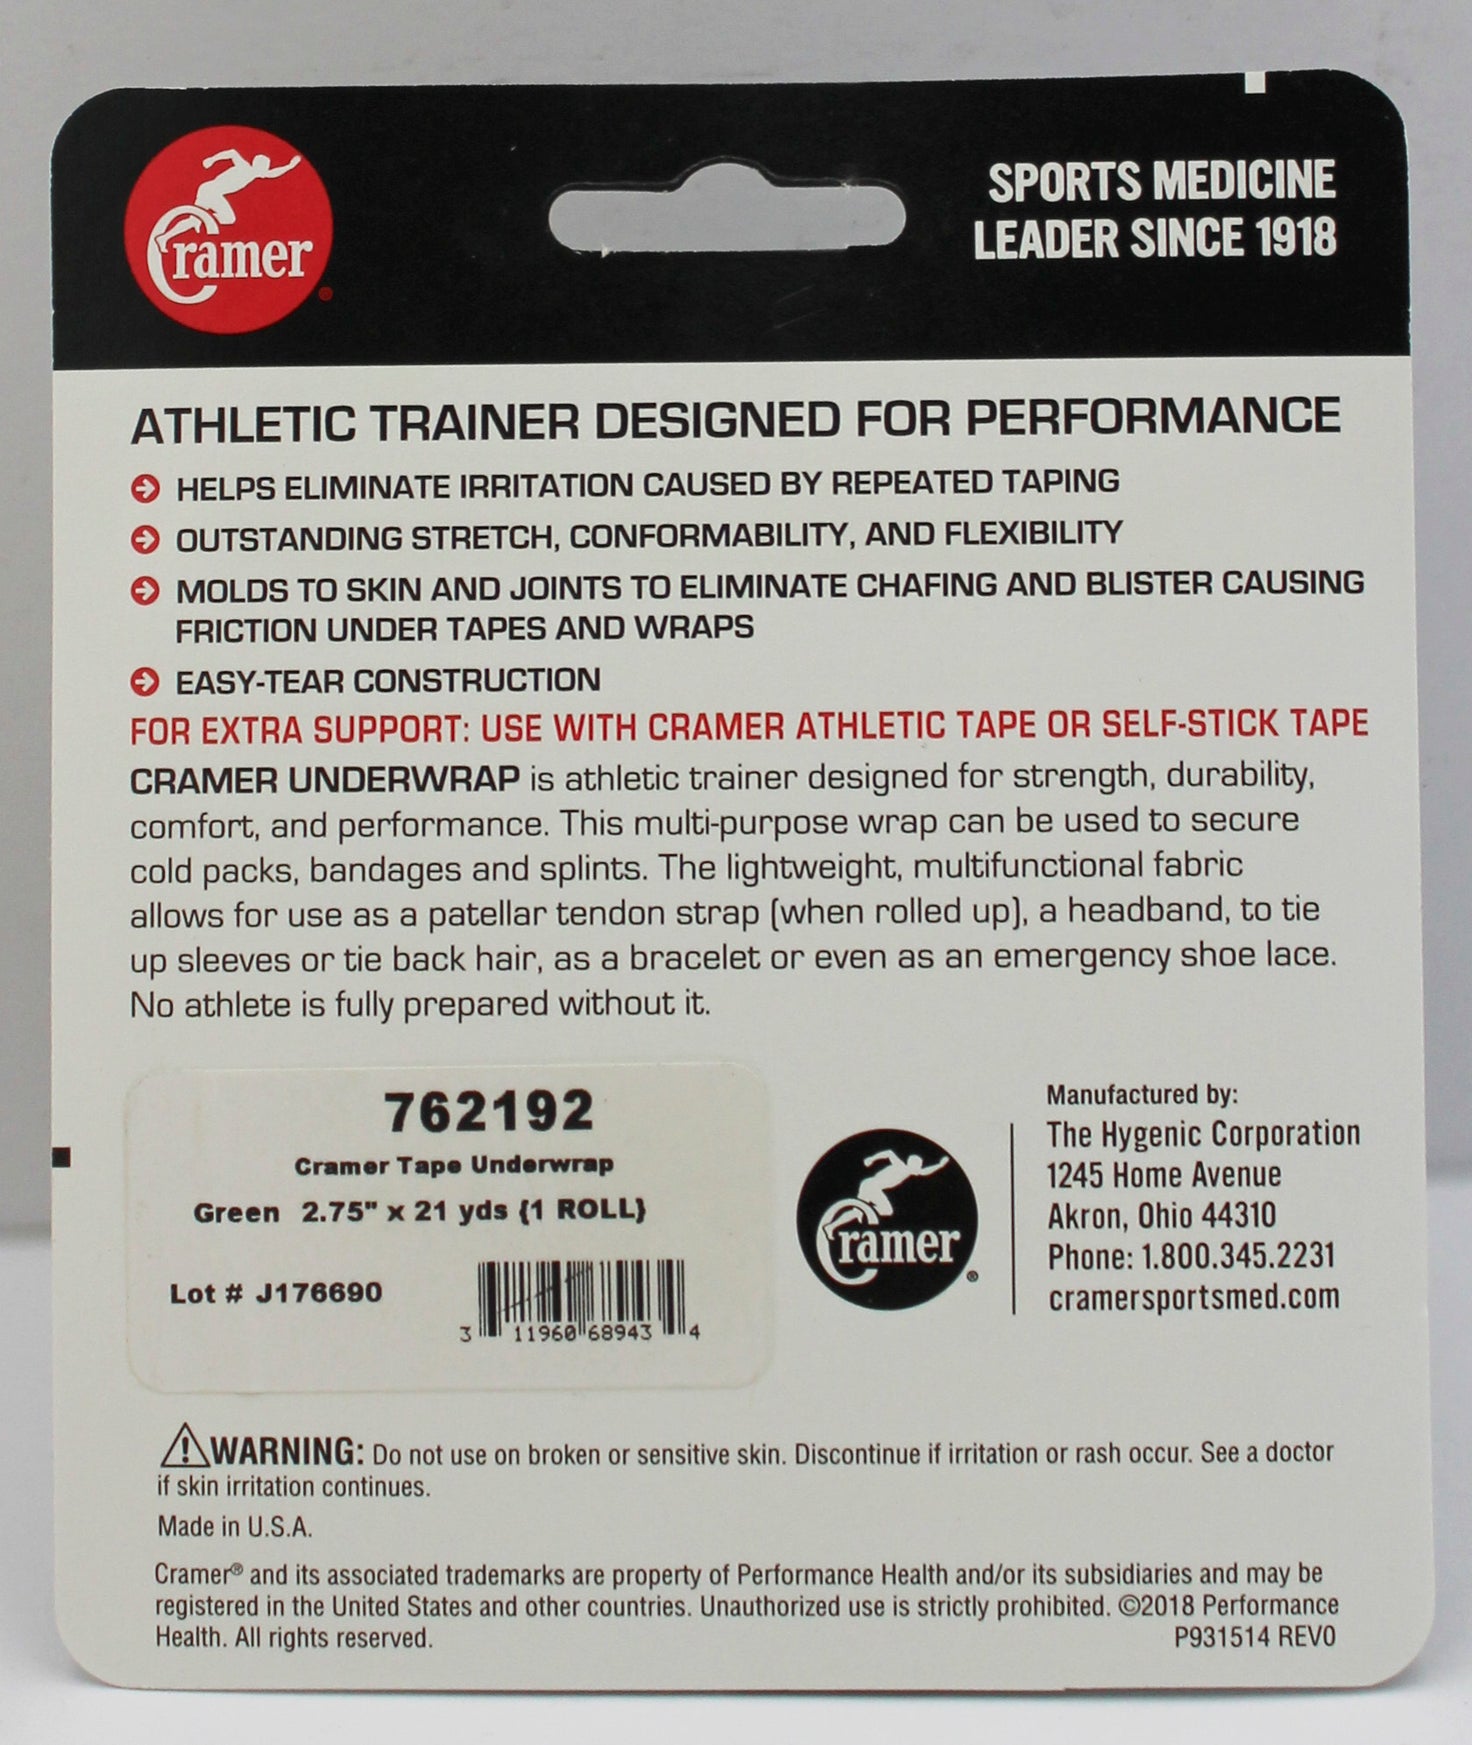 Cramer®
SPORTS MEDICINE
LEADER SINCE 1918
ATHLETIC TRAINER DESIGNED FOR PERFORMANCE
HELPS ELIMINATE IRRITATION CAUSED BY REPEATED TAPING
OUTSTANDING STRETCH, CONFORMABILITY, AND FLEXIBILITY
MOLDS TO SKIN AND JOINTS TO ELIMINATE CHAFING AND BLISTER CAUSING
FRICTION UNDER TAPES AND WRAPS
EASY-TEAR CONSTRUCTION
FOR EXTRA SUPPORT: USE WITH CRAMER ATHLETIC TAPE OR SELF-STICK TAPE
CRAMER UNDERWRAP is athletic trainer designed for strength, durability,
comfort, and performance. This multi-purpose wrap can be used to secure
cold packs, bandages and splints. The lightweight, multifunctional fabric
allows for use as a patellar tendon strap (when rolled up), a headband, to tie
up sleeves or tie back hair, as a bracelet or even as an emergency shoe lace.
No athlete is fully prepared without it.
762192
Cramer Tape Underwrap
Green 2.75" x 21 yds (1 ROLL)
Lot # J176690
3 11960 68943 4
Cramer®
Manufactured by:
The Hygenic Corporation
1245 Home Avenue
Akron, Ohio 44310
Phone: 1.800.345.2231
cramersportsmed.com
WARNING: Do not use on broken or sensitive skin. Discontinue if irritation or rash occur. See a doctor
if skin irritation continues.
Made in U.S.A.
Cramer® and its associated trademarks are property of Performance Health and/or its subsidiaries and may be
registered in the United States and other countries. Unauthorized use is strictly prohibited. ©2018 Performance
Health. All rights reserved.
P931514 REV0